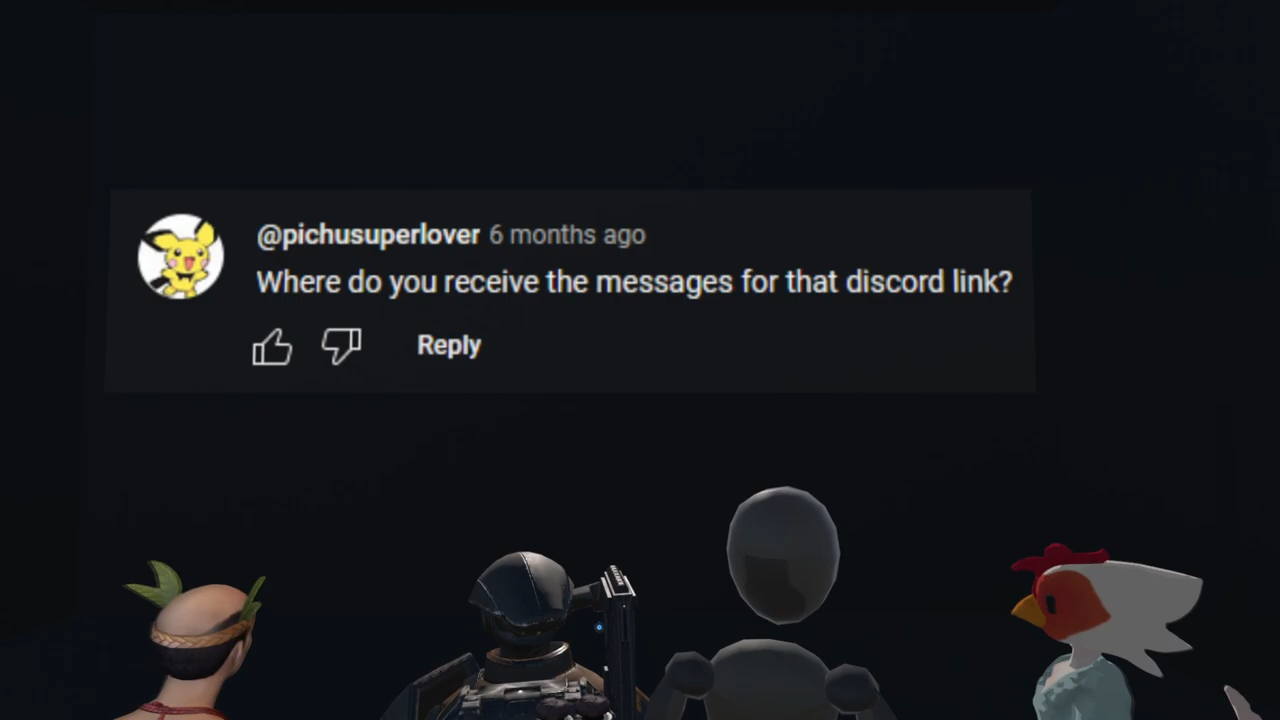 @pichusuperlover 6 months ago
Where do you receive the messages for that discord link?
Reply